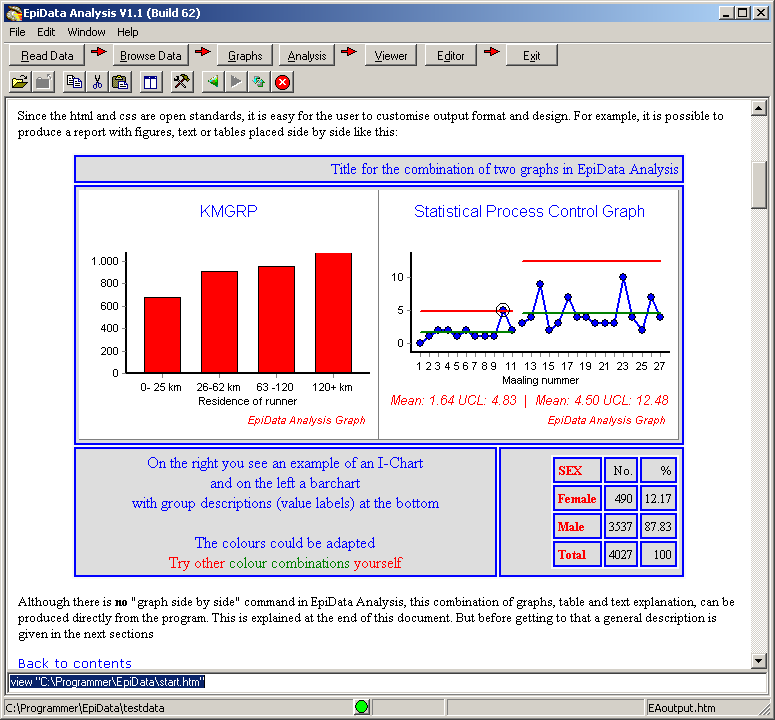 EpiData Analysis V1.1 (Build 62)
File Edit Window Help
Read Data Browse Data Graphs Analysis Viewer Editor Exit
Since the html and css are open standards, it is easy for the user to customise output format and design. For example, it is possible to
produce a report with figures, text or tables placed side by side like this:
Title for the combination of two graphs in EpiData Analysis
KMGRP
1.000
800
600
400
200
0
0- 25 km 26-62 km 63 -120 120+ km
Residence of runner
EpiData Analysis Graph
Statistical Process Control Graph
10
5
0
1 2 3 4 5 6 7 8 9 11 13 15 17 19 21 23 25 27
Maaling nummer
Mean: 1.64 UCL: 4.83 | Mean: 4.50 UCL: 12.48
EpiData Analysis Graph
On the right you see an example of an I-Chart
and on the left a barchart
with group descriptions (value labels) at the bottom
The colours could be adapted
Try other colour combinations yourself
SEX No. %
Female 490 12.17
Male 3537 87.83
Total 4027 100
Although there is no "graph side by side" command in EpiData Analysis, this combination of graphs, table and text explanation, can be
produced directly from the program. This is explained at the end of this document. But before getting to that a general description is
given in the next sections
Back to contents
view "C:\Programmer\EpiData\start.htm"
C:\Programmer\EpiData\testdata EAoutput.htm